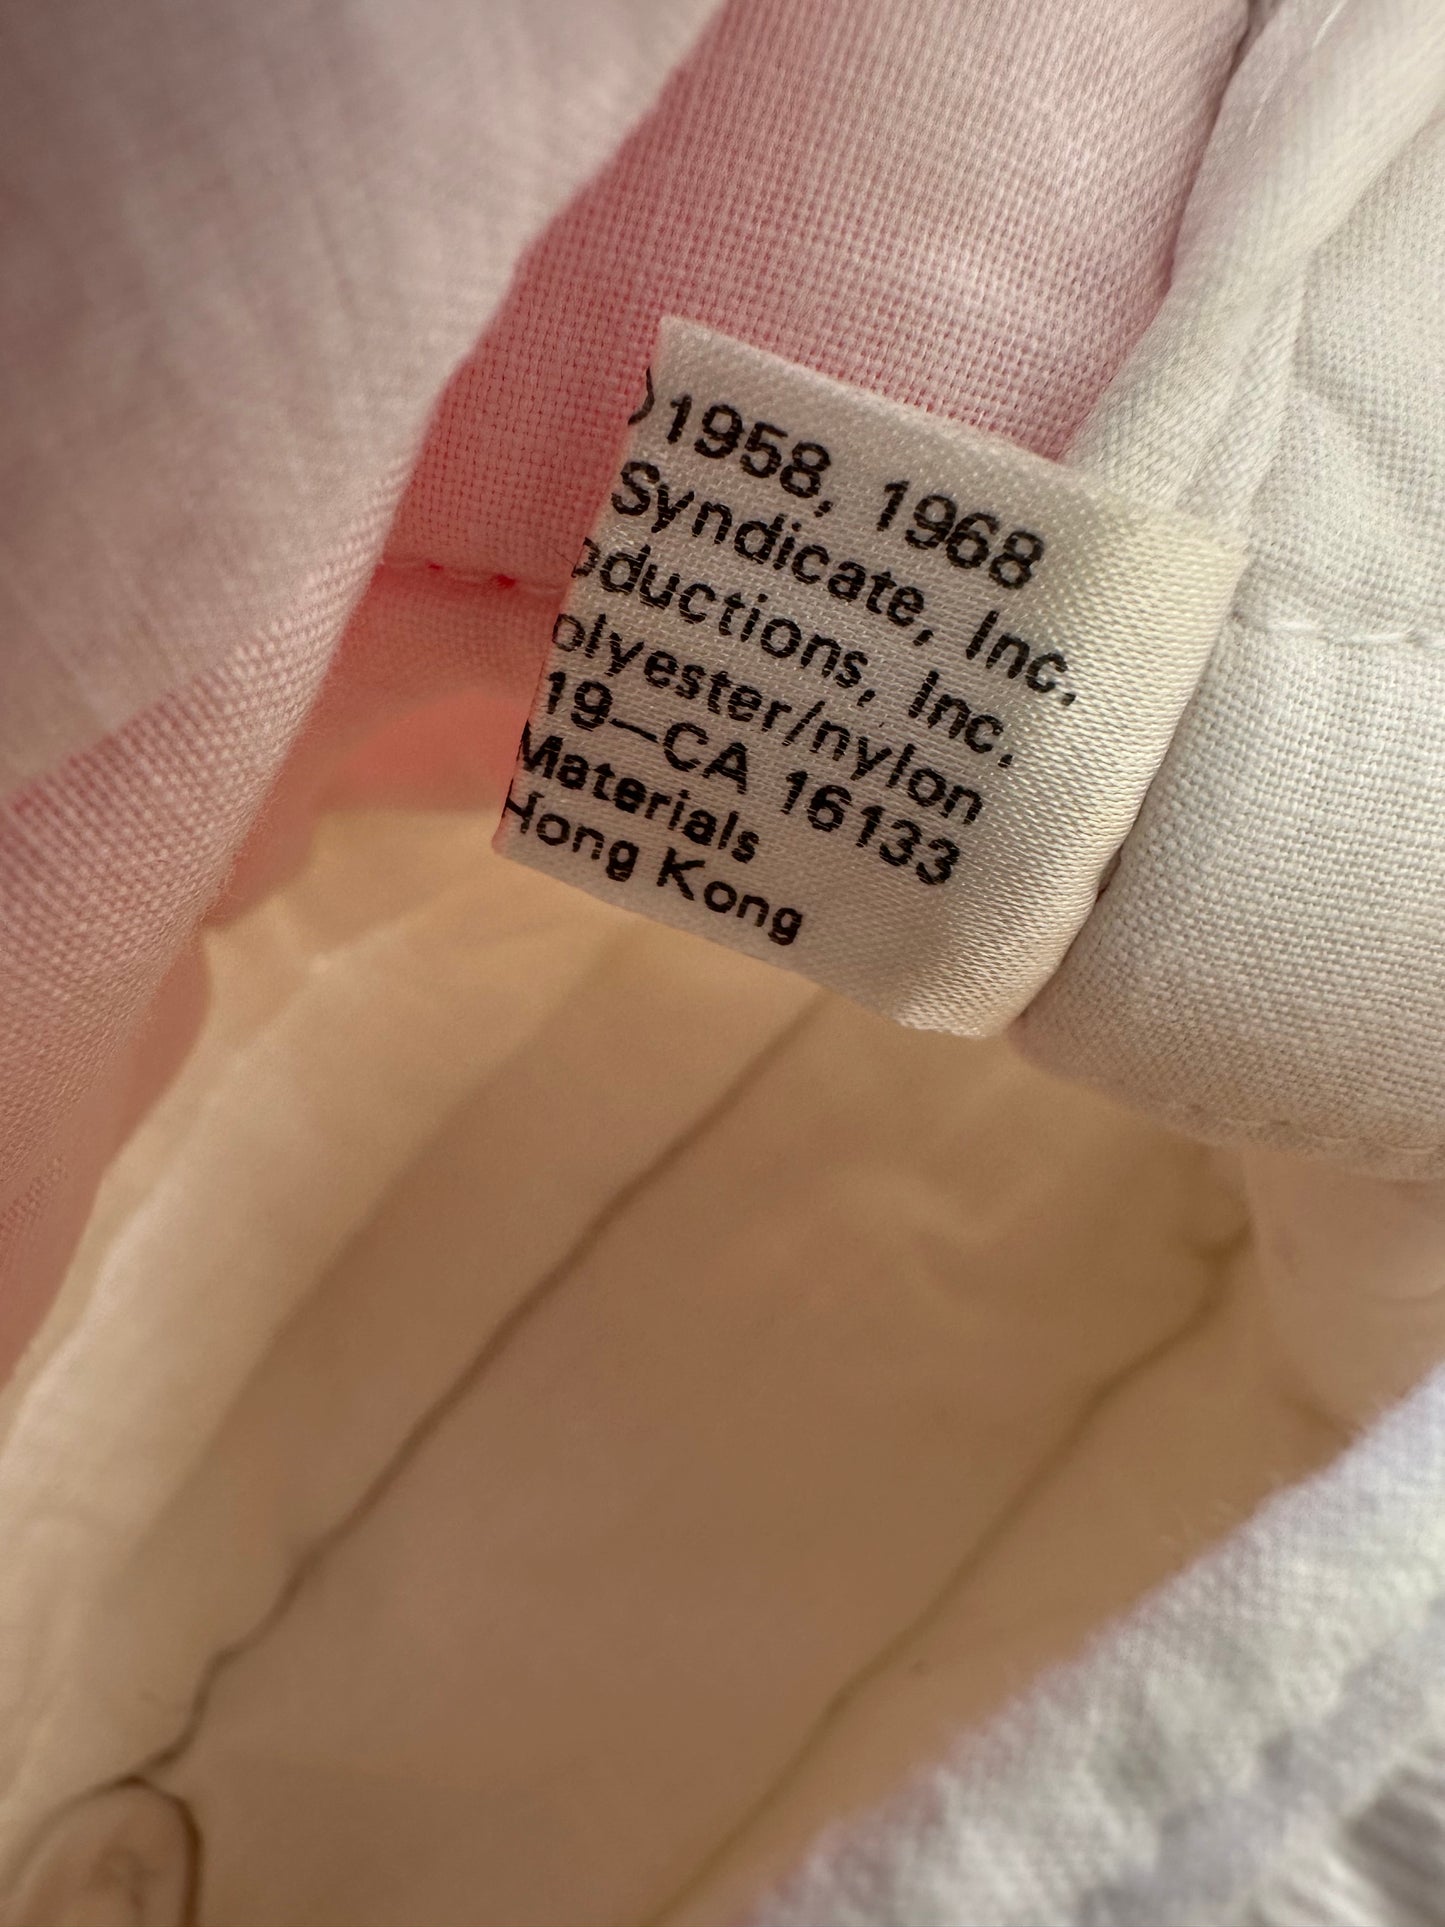 1958, 1968
Syndicate, Inc.
oductions, Inc.
olyester/nylon
19—CA 16133
Materials
Hong Kong